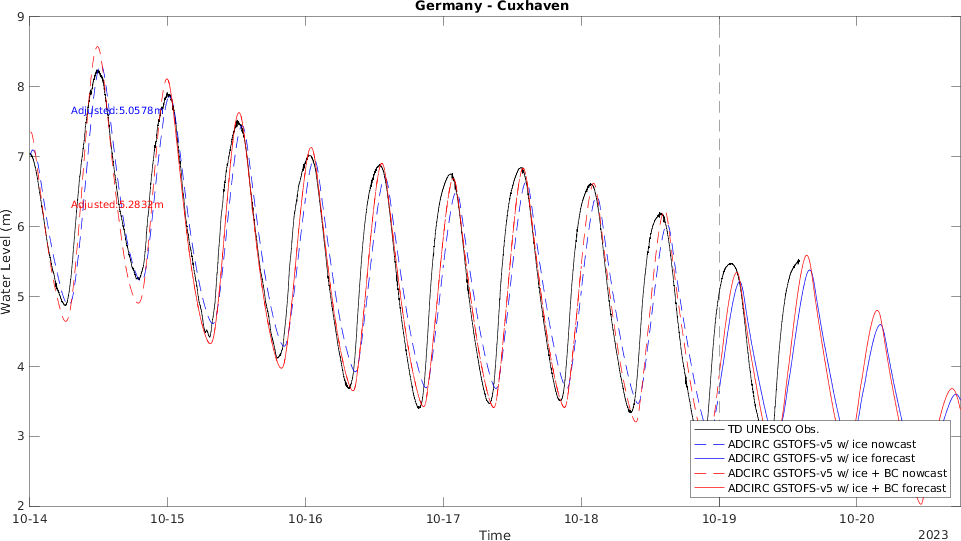 Germany - Cuxhaven
9
8
7
6
5
4
3
2
Water Level (m)
Adjusted:5.0578m
Adjusted:5.2832m
TD UNESCO Obs.
ADCIRC GSTOFS-v5 w/ ice nowcast
ADCIRC GSTOFS-v5 w/ ice forecast
ADCIRC GSTOFS-v5 w/ ice + BC nowcast
ADCIRC GSTOFS-v5 w/ ice + BC forecast
10-14 10-15 10-16 10-17 10-18 10-19 10-20
Time
2023